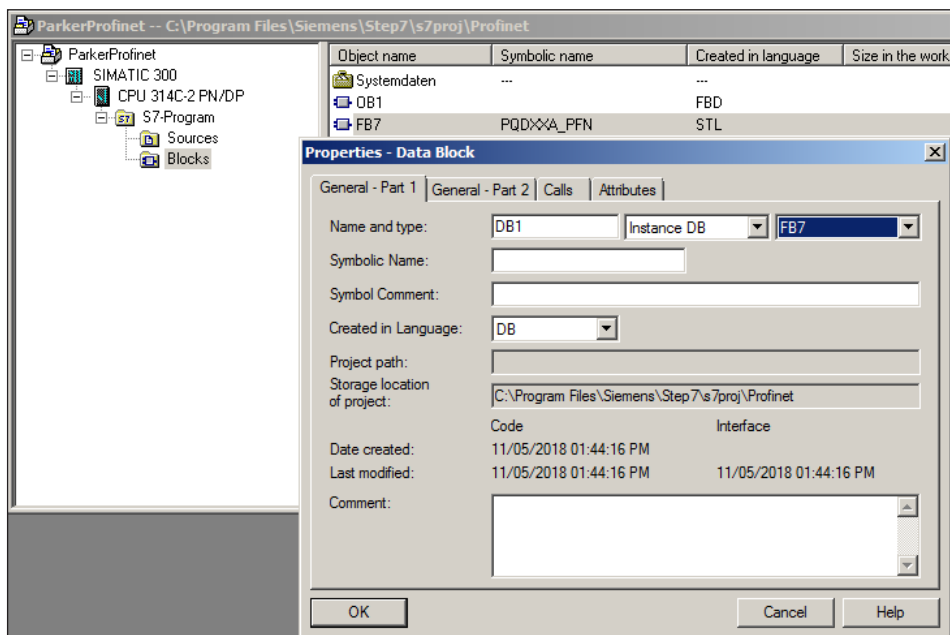 ParkerProfinet -- C:\Program Files\Siemens\Step7\s7proj\Profinet
ParkerProfinet
SIMATIC 300
CPU 314C-2 PN/DP
S7-Program
Sources
Blocks
Object name Symbolic name Created in language Size in the work
Systemdaten --- ---
OB1 FBD
FB7 PQDXXA_PFN STL
Properties - Data Block
General - Part 1 General - Part 2 Calls Attributes
Name and type: DB1 Instance DB FB7
Symbolic Name:
Symbol Comment:
Created in Language: DB
Project path:
Storage location
of project: C:\Program Files\Siemens\Step7\s7proj\Profinet
Code Interface
Date created: 11/05/2018 01:44:16 PM
Last modified: 11/05/2018 01:44:16 PM 11/05/2018 01:44:16 PM
Comment:
OK Cancel Help